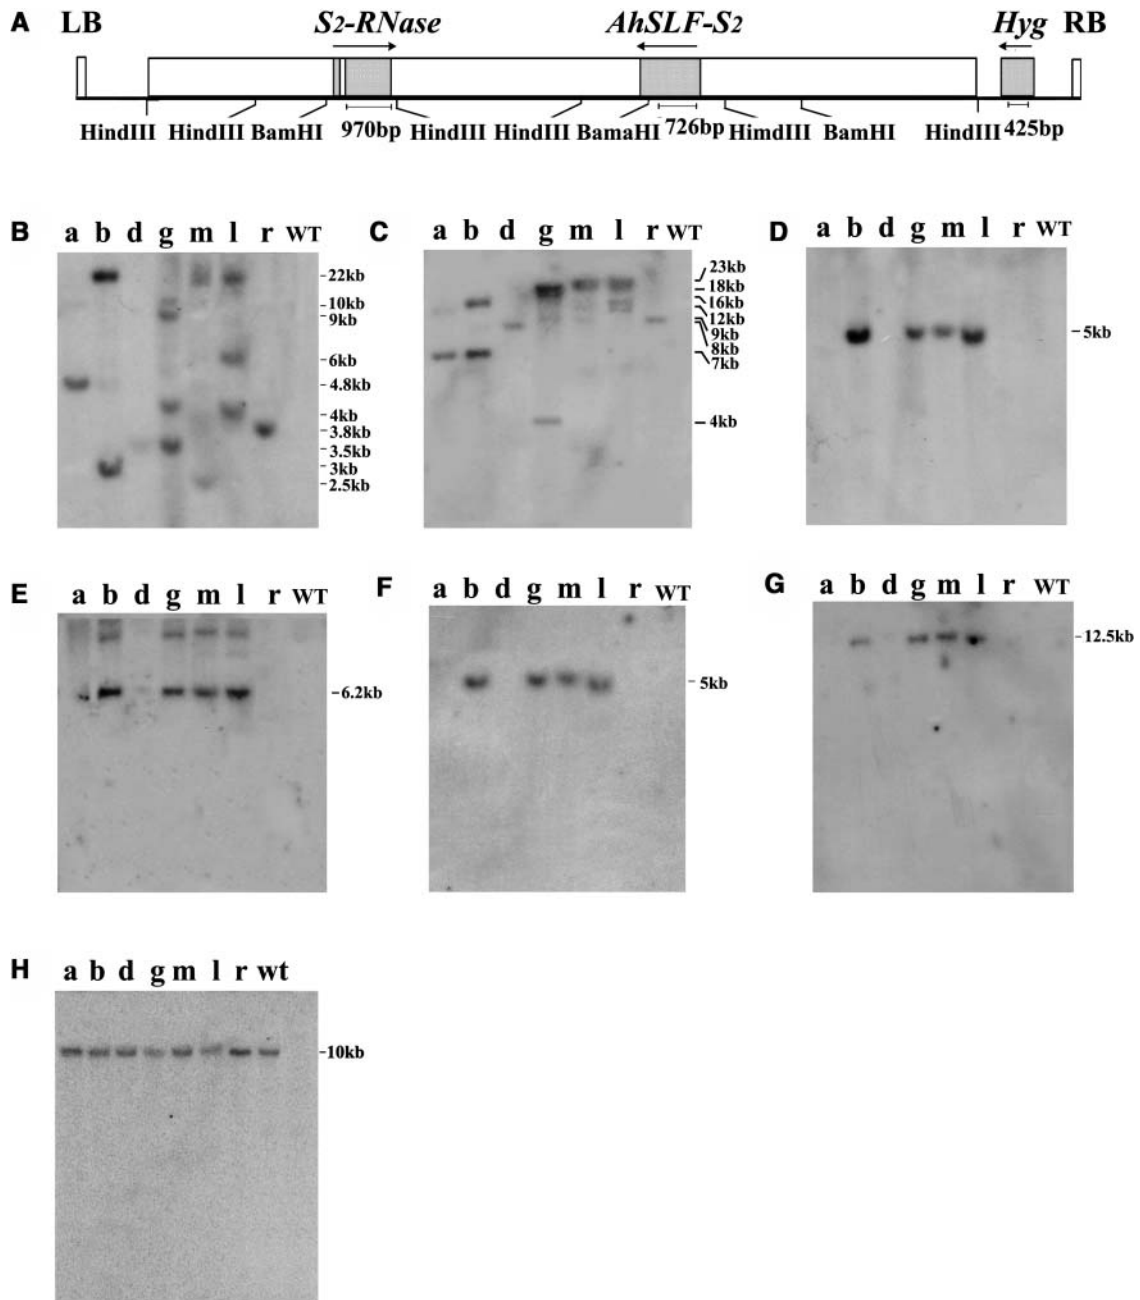 A LB S2-RNase AhSLF-S2 Hyg RB
HindIII HindIII BamHI 970bp HindIII HindIII BamaHI 726bp HimdIII BamHI HindIII 425bp
B a b d g m l r WT
22kb
10kb
9kb
6kb
4.8kb
4kb
3.8kb
3.5kb
3kb
2.5kb
C a b d g m l r WT
23kb
18kb
16kb
12kb
9kb
8kb
7kb
4kb
D a b d g m l r WT
5kb
E a b d g m l r WT
6.2kb
F a b d g m l r WT
5kb
G a b d g m l r WT
12.5kb
H a b d g m l r wt
10kb